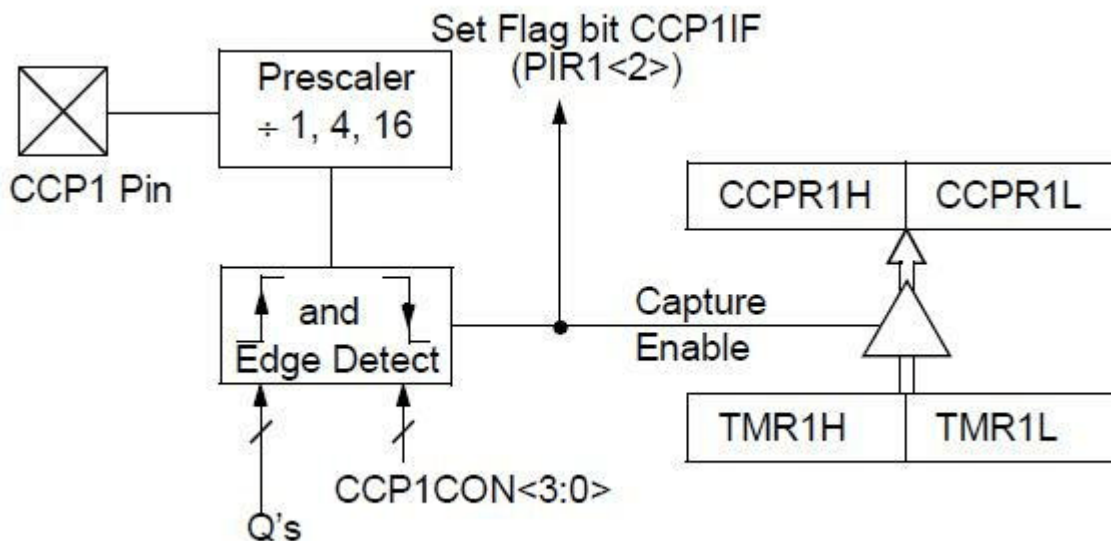 Set Flag bit CCP1IF
(PIR1<2>)
Prescaler
÷ 1, 4, 16
CCP1 Pin
CCPR1H CCPR1L
and
Edge Detect
Capture
Enable
TMR1H TMR1L
CCP1CON<3:0>
Q's